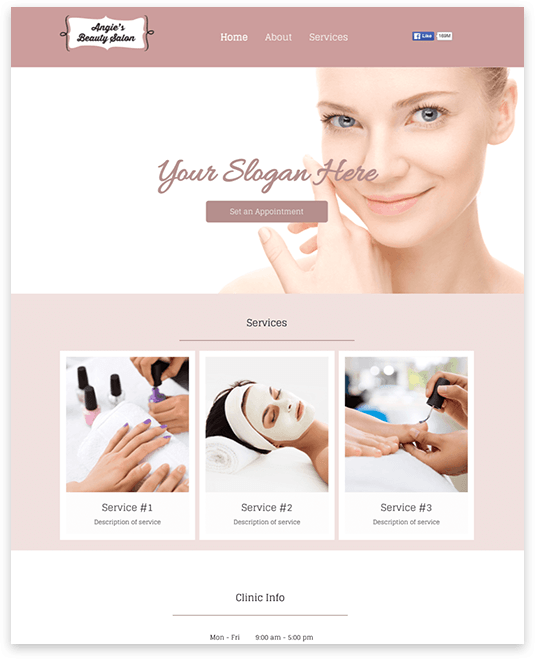 Angie's
Beauty Salon
Home About Services
Like 169M
Your Slogan Here
Set an Appointment
Services
Service #1
Description of service
Service #2
Description of service
Service #3
Description of service
Clinic Info
Mon - Fri 9:00 am - 5:00 pm